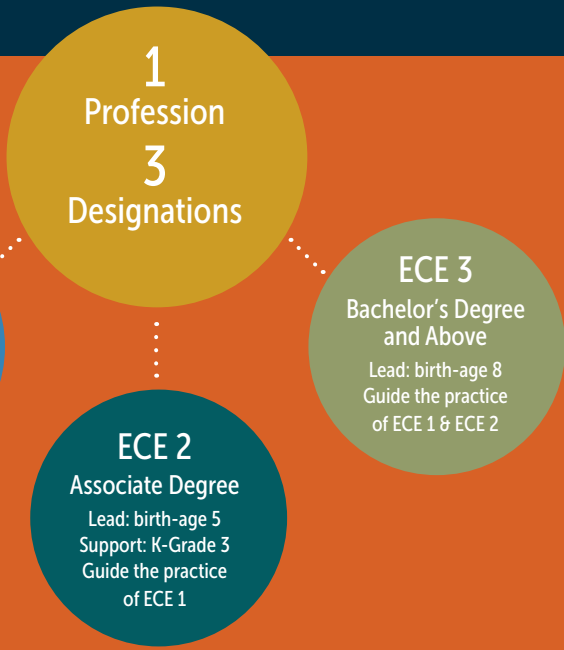 1
Profession
3
Designations
ECE 3
Bachelor’s Degree
and Above
Lead: birth-age 8
Guide the practice
of ECE 1 & ECE 2
ECE 2
Associate Degree
Lead: birth-age 5
Support: K-Grade 3
Guide the practice
of ECE 1